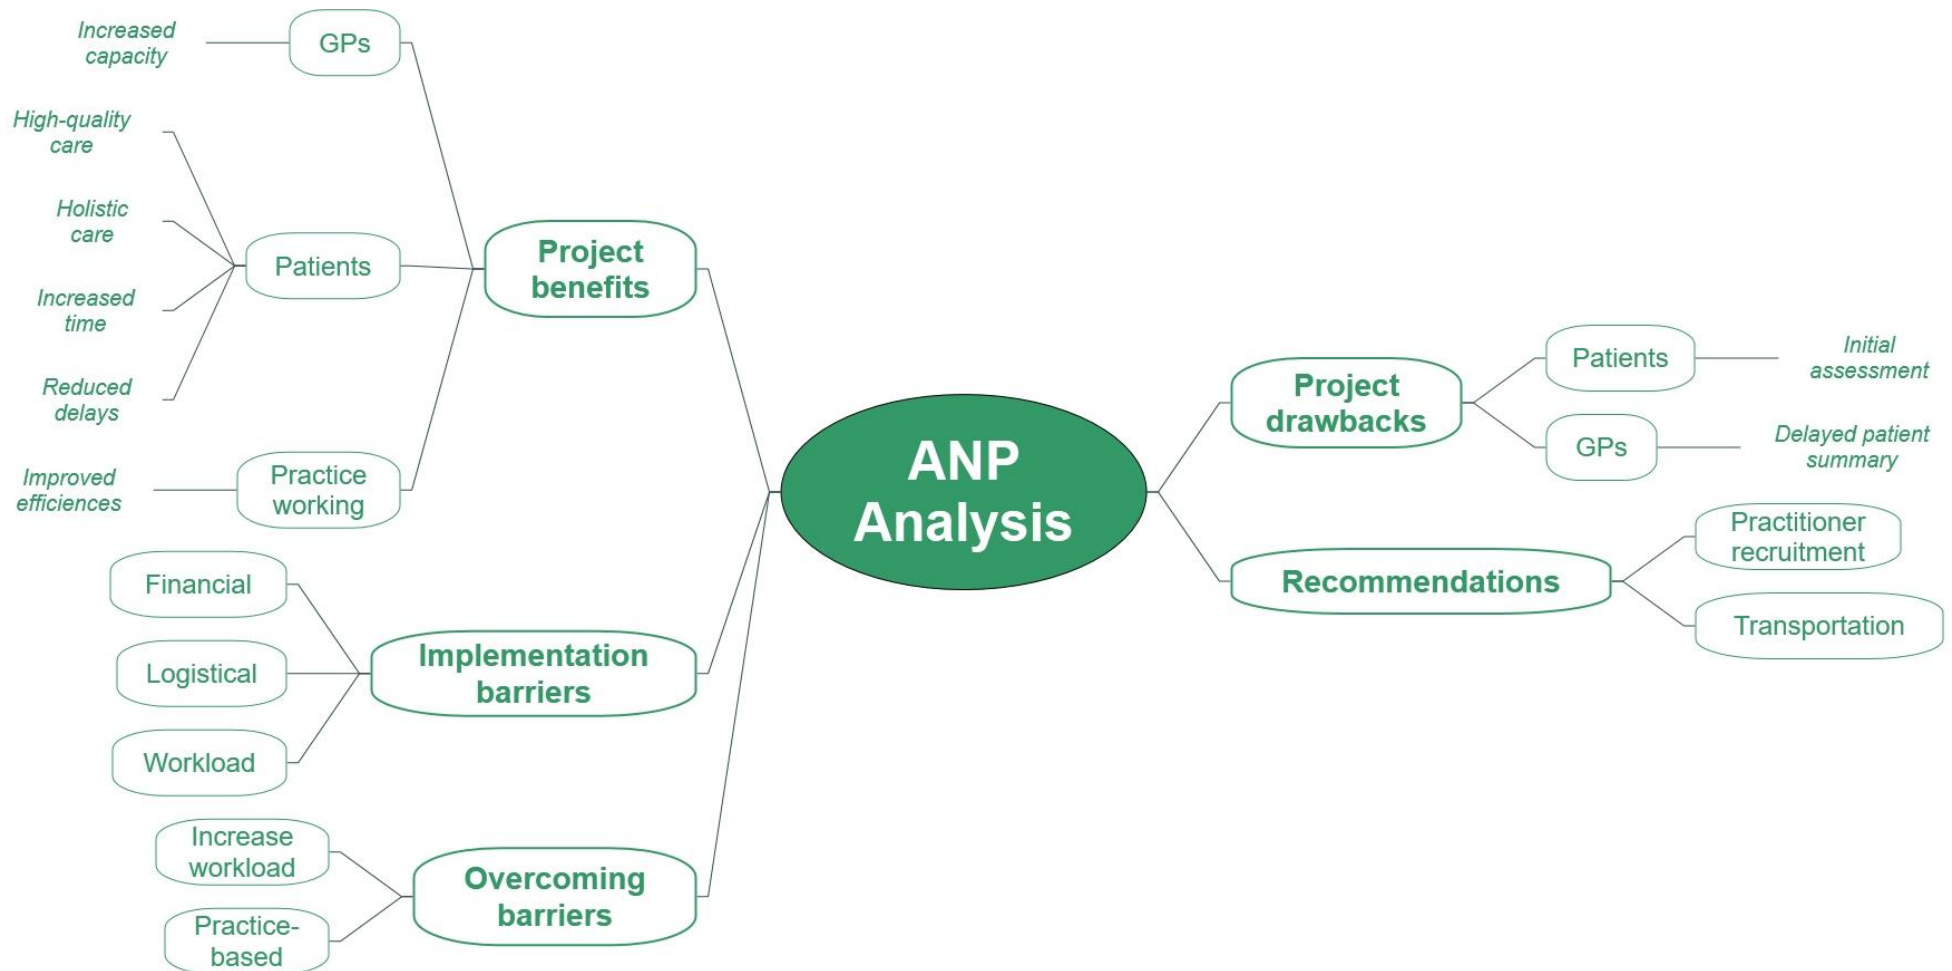 Increased
capacity
GPs
High-quality
care
Holistic
care
Increased
time
Reduced
delays
Patients
Improved
efficiences
Practice
working
Project
benefits
Financial
Logistical
Workload
Implementation
barriers
Increase
workload
Practice-
based
Overcoming
barriers
ANP
Analysis
Project
drawbacks
Patients
Initial
assessment
GPs
Delayed patient
summary
Recommendations
Practitioner
recruitment
Transportation